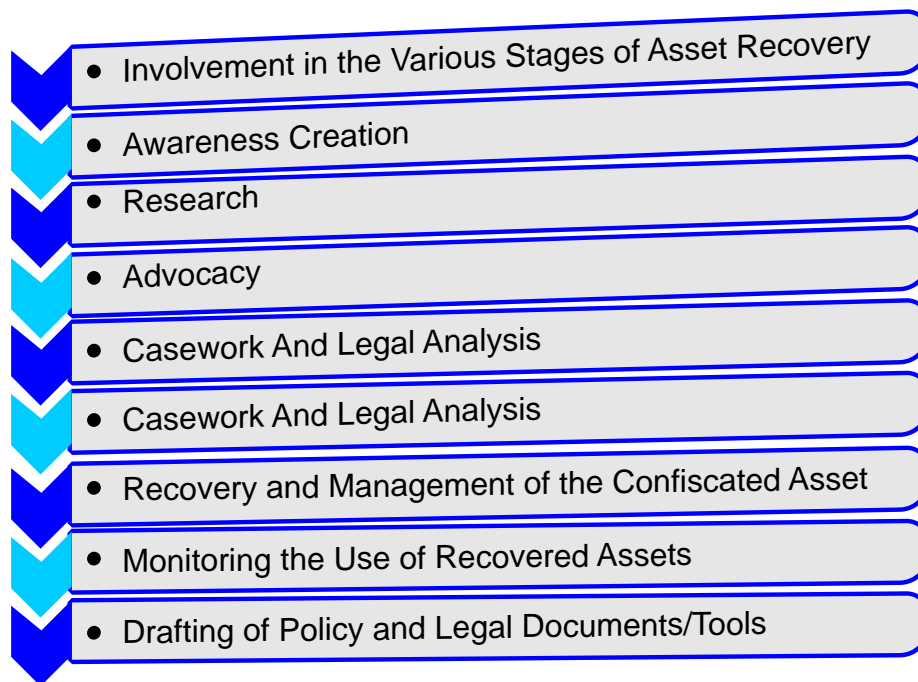 • Involvement in the Various Stages of Asset Recovery
• Awareness Creation
• Research
• Advocacy
• Casework And Legal Analysis
• Casework And Legal Analysis
• Recovery and Management of the Confiscated Asset
• Monitoring the Use of Recovered Assets
• Drafting of Policy and Legal Documents/Tools